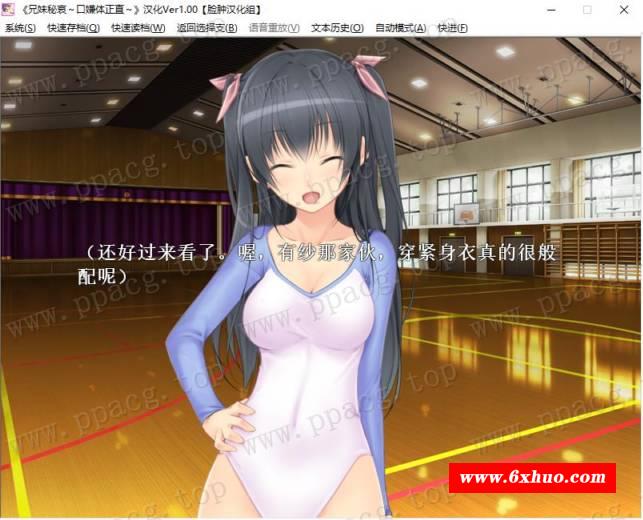 《兄妹秘衷～口嫌体正直～》汉化Ver1.00【脸肿汉化组】
系统(S) 快速存档(Q) 快速读档(W) 返回选择支(B) 语音重放(V) 文本历史(O) 自动模式(A) 快进(F)
（还好过来看了。喔，有纱那家伙，穿紧身衣真的很般
配呢）
www.ppacg.top
www.6xhuo.com